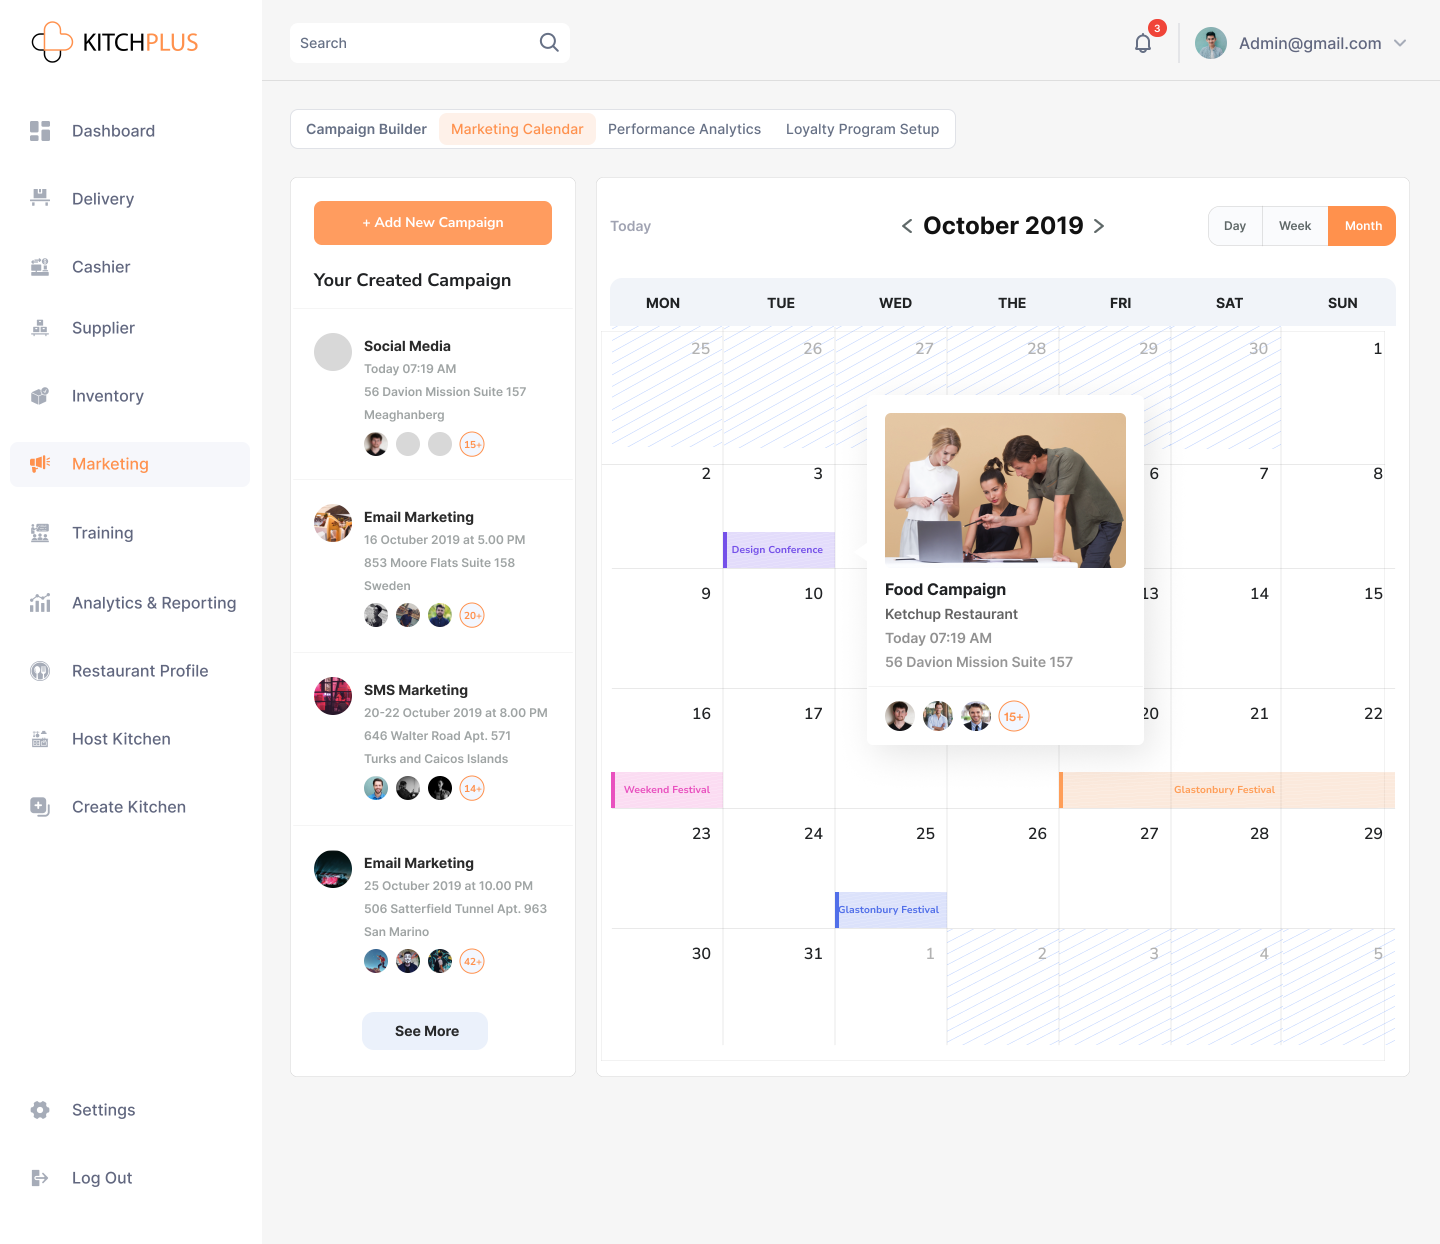 KITCHPLUS
Search
3
Admin@gmail.com
Dashboard
Delivery
Cashier
Supplier
Inventory
Marketing
Training
Analytics & Reporting
Restaurant Profile
Host Kitchen
Create Kitchen
Settings
Log Out
Campaign Builder
Marketing Calendar
Performance Analytics
Loyalty Program Setup
+ Add New Campaign
Your Created Campaign
Social Media
Today 07:19 AM
56 Davion Mission Suite 157
Meaghanberg
15+
Email Marketing
16 Octuber 2019 at 5.00 PM
853 Moore Flats Suite 158
Sweden
20+
SMS Marketing
20-22 Octuber 2019 at 8.00 PM
646 Walter Road Apt. 571
Turks and Caicos Islands
14+
Email Marketing
25 Octuber 2019 at 10.00 PM
506 Satterfield Tunnel Apt. 963
San Marino
42+
See More
Today
< October 2019 >
Day Week Month
MON TUE WED THE FRI SAT SUN
25 26 27 28 29 30 1
2 3 6 7 8
Design Conference
9 10 13 14 15
16 17 20 21 22
Weekend Festival
Glastonbury Festival
23 24 25 26 27 28 29
Glastonbury Festival
30 31 1 2 3 4 5
Food Campaign
Ketchup Restaurant
Today 07:19 AM
56 Davion Mission Suite 157
15+